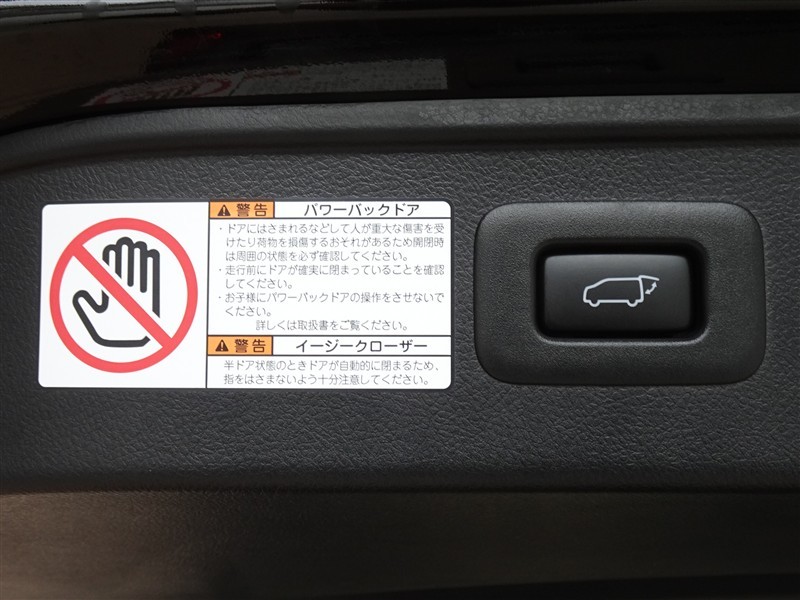 警告 パワーバックドア
・ドアにはさまれるなどして人が重大な傷害を受
けたり荷物を損傷するおそれがあるため開閉時
は周囲の状態を必ず確認してください。
・走行前にドアが確実に閉まっていることを確認
してください。
・お子様にパワーバックドアの操作をさせないで
ください。
詳しくは取扱書をご覧ください。
警告 イージークローザー
半ドア状態のときドアが自動的に閉まるため、
指をはさまないよう十分注意してください。